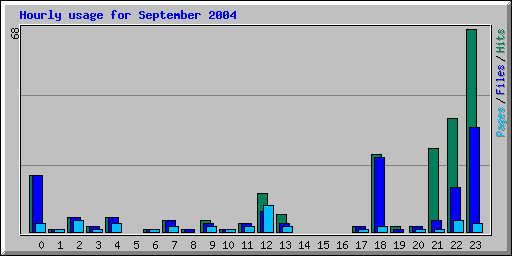 Hourly usage for September 2004
68
Pages/Files/Hits
0 1 2 3 4 5 6 7 8 9 10 11 12 13 14 15 16 17 18 19 20 21 22 23